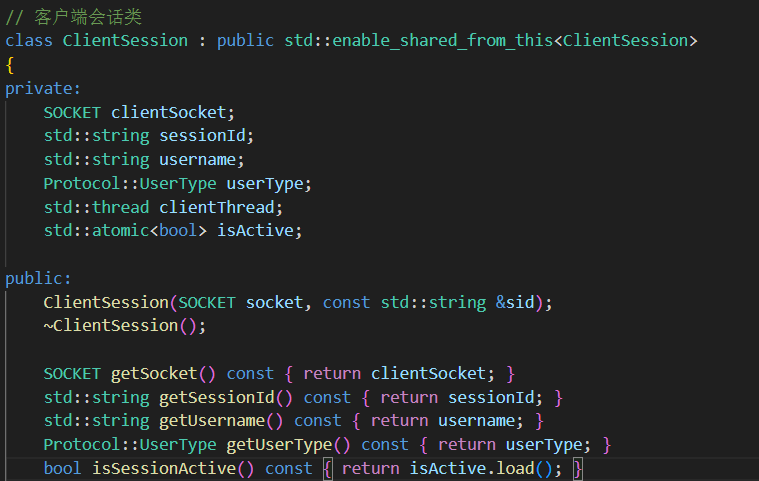 // 客户端会话类
class ClientSession : public std::enable_shared_from_this<ClientSession>
{
private:
    SOCKET clientSocket;
    std::string sessionId;
    std::string username;
    Protocol::UserType userType;
    std::thread clientThread;
    std::atomic<bool> isActive;

public:
    ClientSession(SOCKET socket, const std::string &sid);
    ~ClientSession();

    SOCKET getSocket() const { return clientSocket; }
    std::string getSessionId() const { return sessionId; }
    std::string getUsername() const { return username; }
    Protocol::UserType getUserType() const { return userType; }
    bool isSessionActive() const { return isActive.load(); }